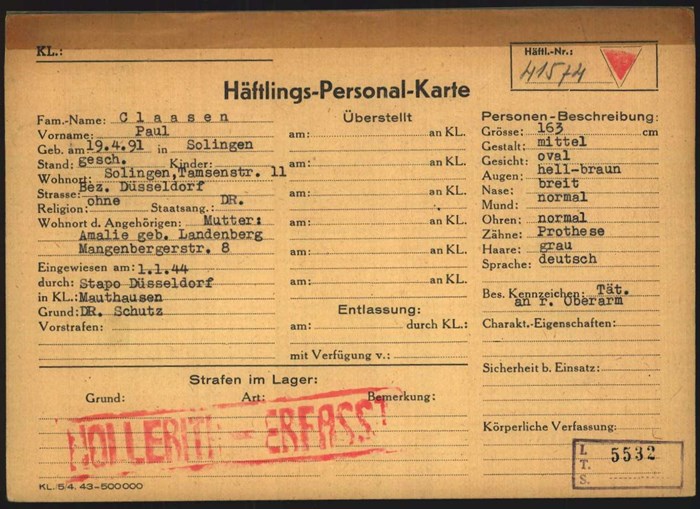 KL.:
Häftl.-Nr.:
41574
Häftlings-Personal-Karte
Fam.-Name: Claasen
Vorname: Paul
Geb. am: 19.4.91 in Solingen
Stand: gesch. Kinder:
Wohnort: Solingen,Tamsenstr. 11
Strasse: Bez. Düsseldorf
Religion: ohne Staatsang.: DR.
Wohnort d. Angehörigen: Mutter:
Amalie geb. Landenberg
Mangenbergerstr. 8
Eingewiesen am: 1.1.44
durch: Stapo Düsseldorf
in KL.: Mauthausen
Grund: DR. Schutz
Vorstrafen:
Überstellt
am: an KL.
am: an KL.
am: an KL.
am: an KL.
am: an KL.
am: an KL.
Entlassung:
am: durch KL.:
mit Verfügung v.:
Personen-Beschreibung:
Grösse: 163 cm
Gestalt: mittel
Gesicht: oval
Augen: hell-braun
Nase: breit
Mund: normal
Ohren: normal
Zähne: Prothese
Haare: grau
Sprache: deutsch
Bes. Kennzeichen: Tät.
an r. Oberarm
Charakt.-Eigenschaften:
Sicherheit b. Einsatz:
Körperliche Verfassung:
Strafen im Lager:
Grund: Art: Bemerkung:
HOLLERITH - ERFASST
I.
T.
S.
5532
KL/5/4. 43-500000